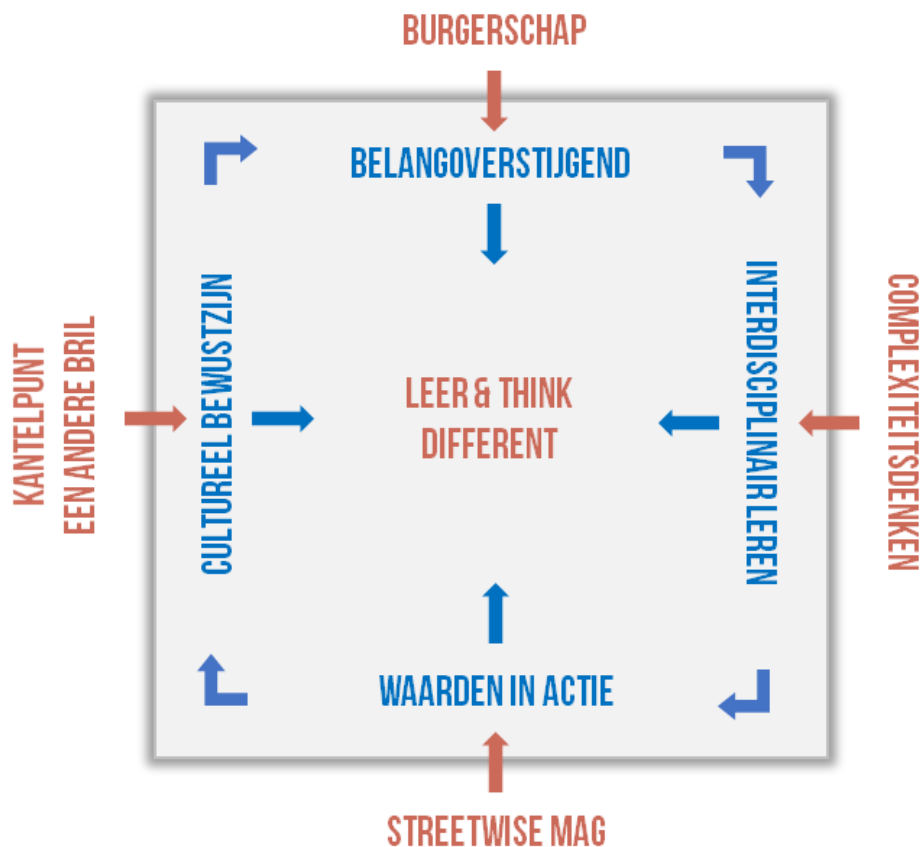 BURGERSCHAP
BELANGOVERSTIJGEND
KANTELPUNT
EEN ANDERE BRIL
CULTUREEL BEWUSTZIJN
LEER & THINK
DIFFERENT
INTERDISCIPLINAIR LEREN
COMPLEXITEITSDENKEN
WAARDEN IN ACTIE
STREETWISE MAG